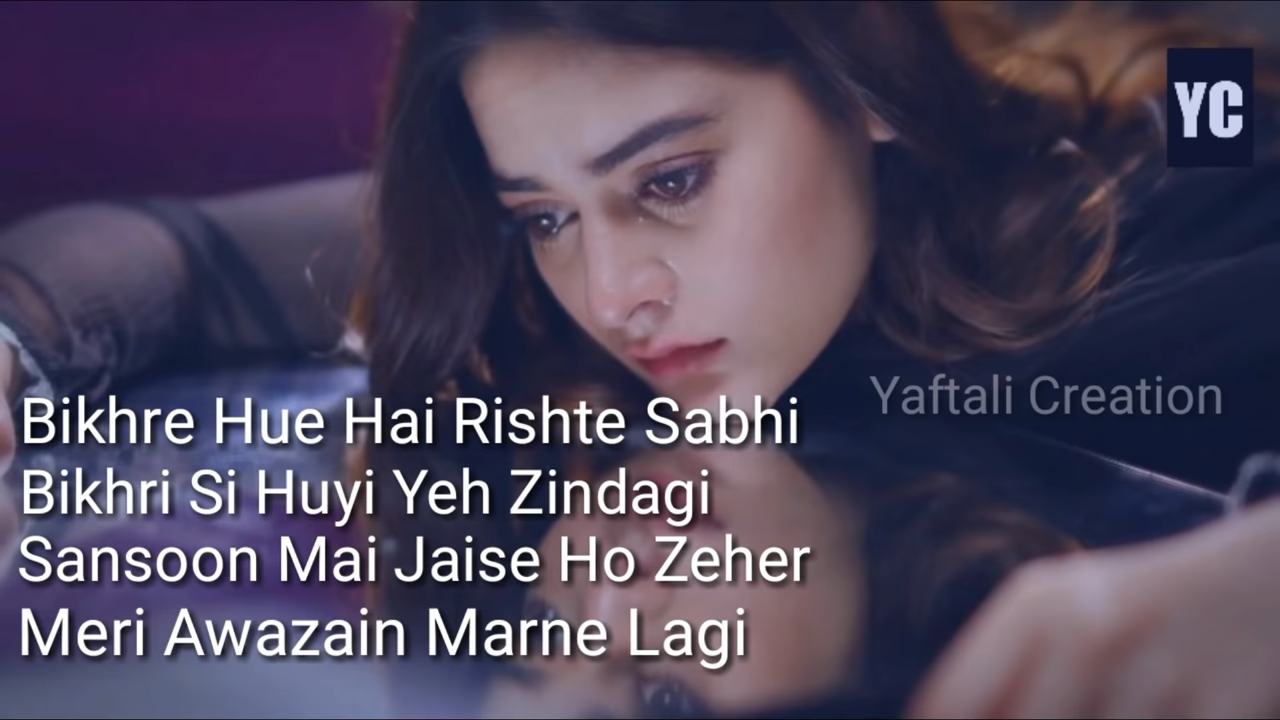 YC
Yaftali Creation
Bikhre Hue Hai Rishte Sabhi
Bikhri Si Huyi Yeh Zindagi
Sansoon Mai Jaise Ho Zeher
Meri Awazain Marne Lagi